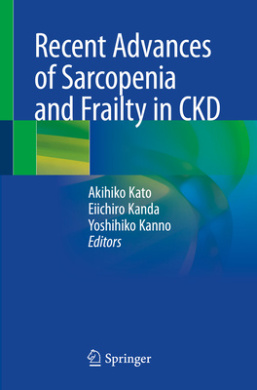 Recent Advances
of Sarcopenia
and Frailty in CKD
Akihiko Kato
Eiichiro Kanda
Yoshihiko Kanno
Editors
Springer